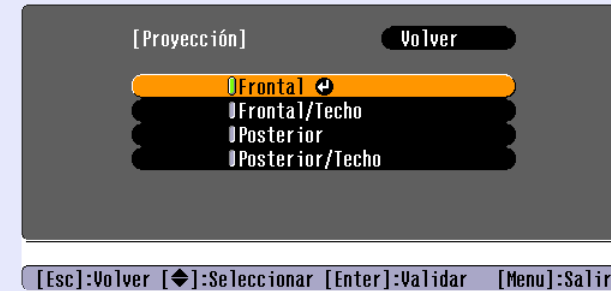 [Proyección] Volver
Frontal
Frontal/Techo
Posterior
Posterior/Techo
[Esc]:Volver [◆]:Seleccionar [Enter]:Validar [Menu]:Salir